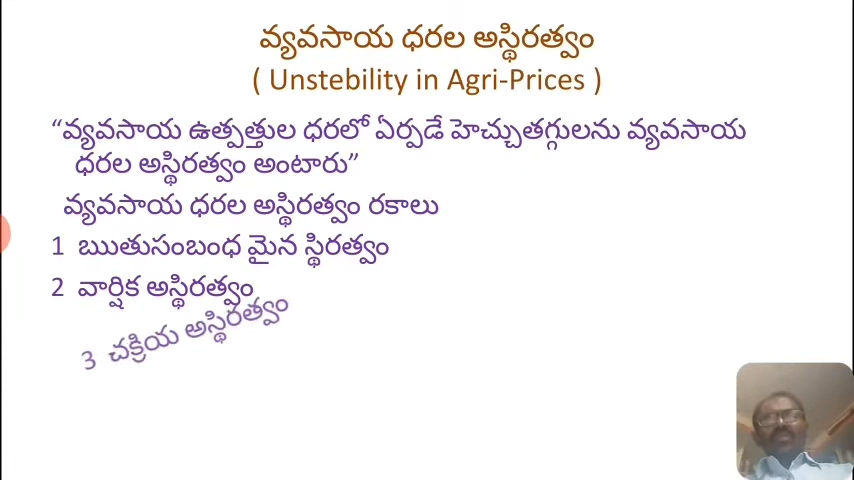 వ్యవసాయ ధరల అస్థిరత్వం
( Unstebility in Agri-Prices )
“వ్యవసాయ ఉత్పత్తుల ధరలో ఏర్పడే హెచ్చుతగ్గులను వ్యవసాయ
ధరల అస్థిరత్వం అంటారు”
వ్యవసాయ ధరల అస్థిరత్వం రకాలు
1 ఋతుసంబంధ మైన స్థిరత్వం
2 వార్షిక అస్థిరత్వం
3 చక్రియ అస్థిరత్వం